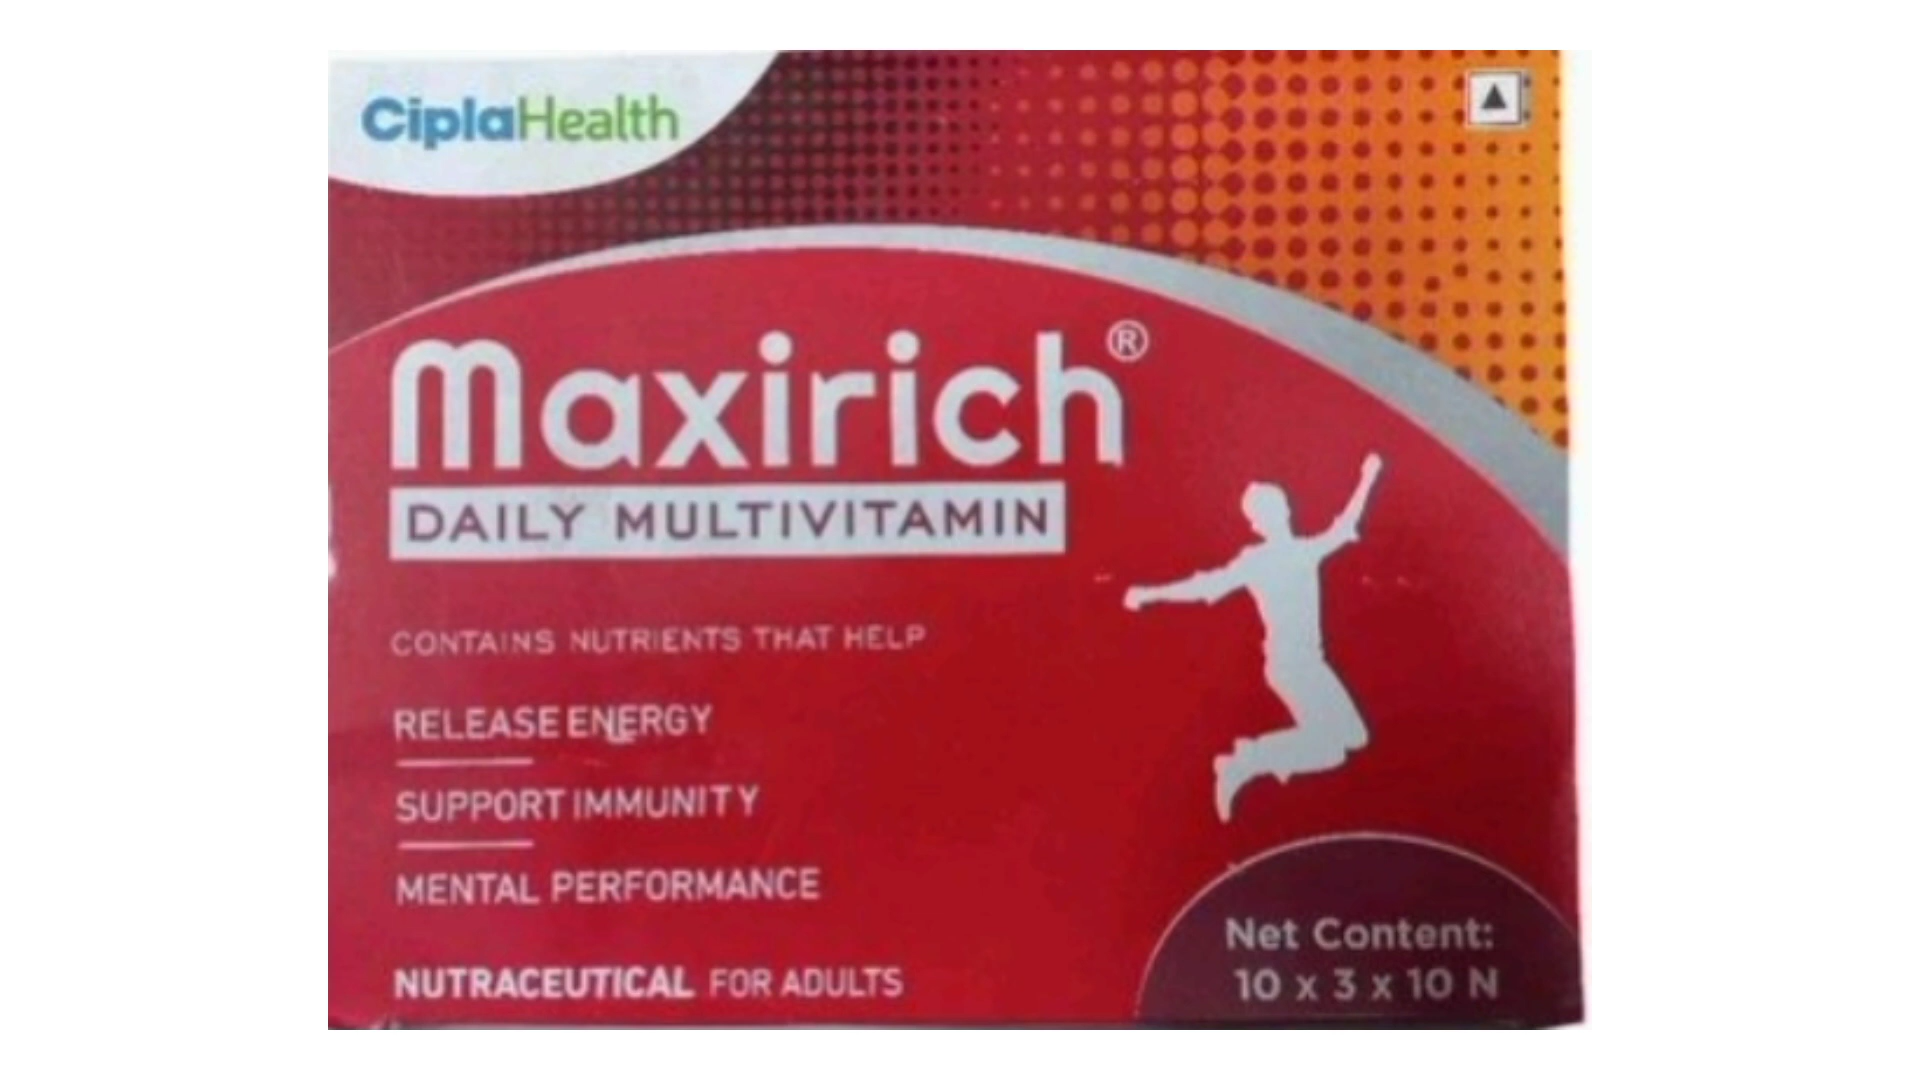 CiplaHealth
Maxirich®
DAILY MULTIVITAMIN
CONTAINS NUTRIENTS THAT HELP
RELEASE ENERGY
SUPPORT IMMUNITY
MENTAL PERFORMANCE
NUTRACEUTICAL FOR ADULTS
Net Content:
10 x 3 x 10 N